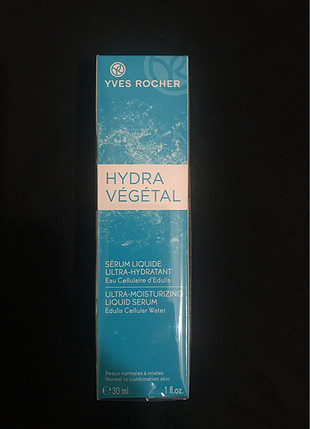 YVES ROCHER
HYDRA
VÉGÉTAL
SÉRUM LIQUIDE
ULTRA-HYDRATANT
Eau Cellulaire d'Edulis
ULTRA-MOISTURIZING
LIQUID SERUM
Edulis Cellular Water
Peaux normales à mixtes
Normal to combination skin
e 30 ml 1 fl.oz.